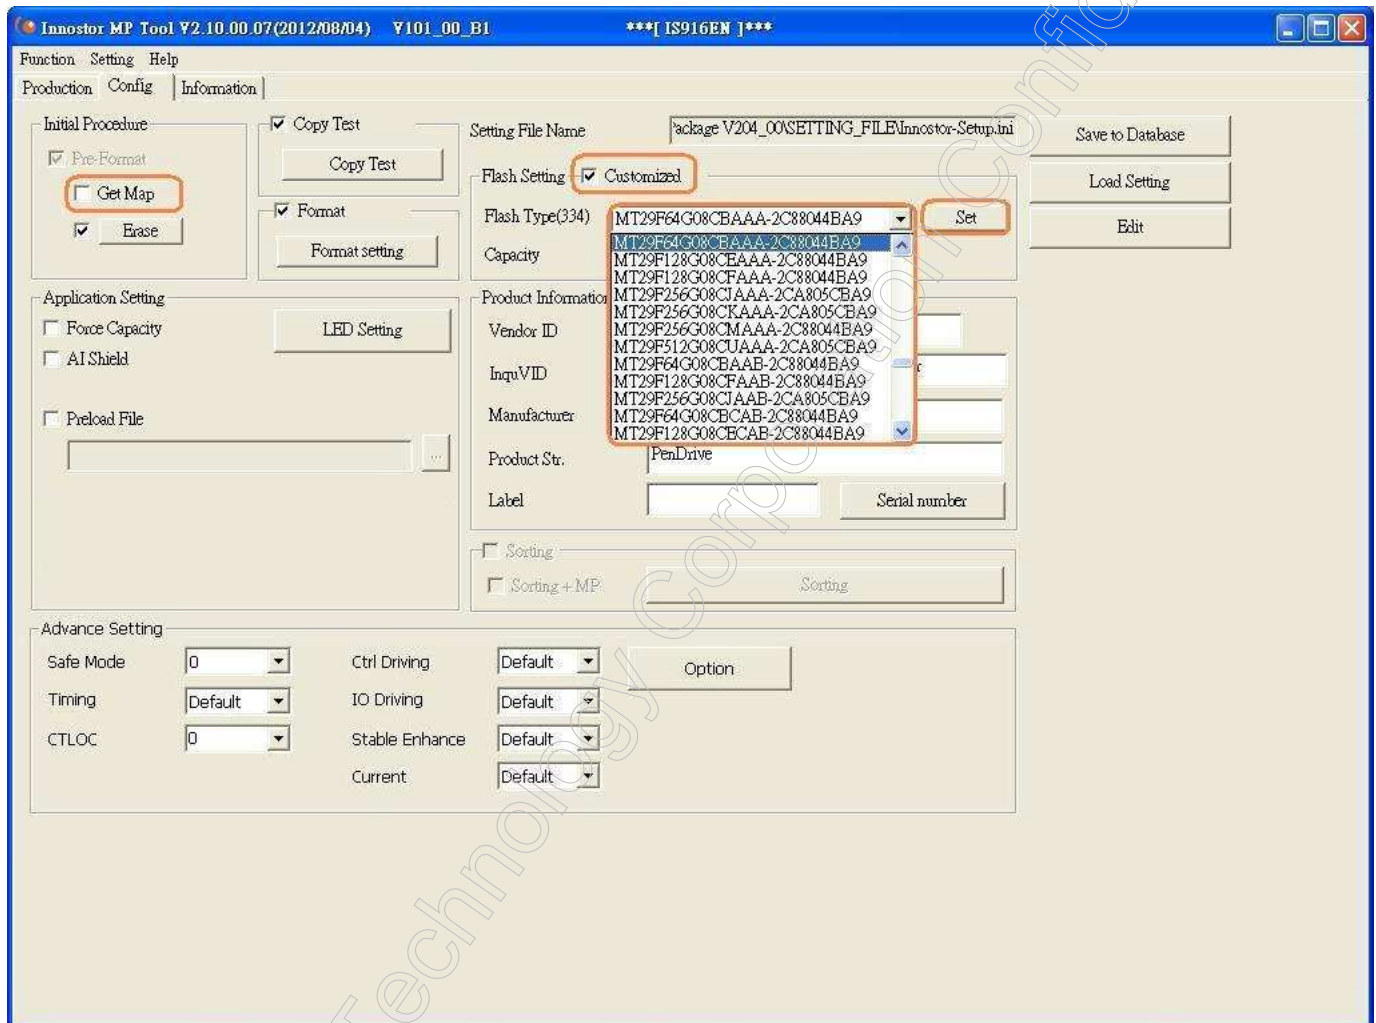 Innostor MP Tool V2.10.00.07(2012/08/04) V101_00_B1 ***[ IS916EN ]***
Function Setting Help
Production Config Information
Initial Procedure
Pre-Format
Get Map
Erase
Copy Test
Copy Test
Format
Format setting
Setting File Name
ackage V204_00\SETTING_FILE\Innostor-Setup.ini
Save to Database
Load Setting
Edit
Flash Setting Customized
Flash Type(334) MT29F64G08CBAAA-2C88044BA9 Set
Capacity
MT29F64G08CBAAA-2C88044BA9
MT29F128G08CEAAA-2C88044BA9
MT29F128G08CFAAA-2C88044BA9
MT29F256G08CJAAA-2CA805CBA9
MT29F256G08CKAAA-2CA805CBA9
MT29F256G08CMAAA-2C88044BA9
MT29F512G08CUAAA-2CA805CBA9
MT29F64G08CBAAB-2C88044BA9
MT29F128G08CFAAB-2C88044BA9
MT29F256G08CJAAB-2CA805CBA9
MT29F64G08CBCAB-2C88044BA9
MT29F128G08CECAB-2C88044BA9
Application Setting
Force Capacity
LED Setting
AI Shield
Preload File
...
Product Information
Vendor ID
InquVID
Manufacturer
Product Str. PenDrive
Label
Serial number
Sorting
Sorting + MP
Sorting
Advance Setting
Safe Mode 0
Timing Default
CTLOC 0
Ctrl Driving Default
IO Driving Default
Stable Enhance Default
Current Default
Option
Technology Corporation Confid